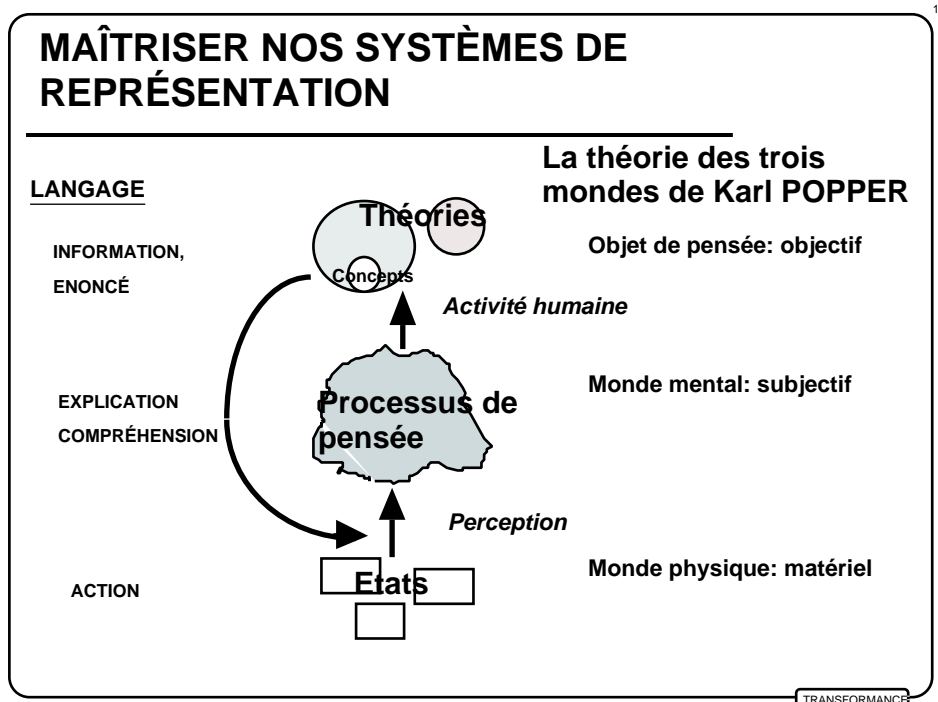 1
MAÎTRISER NOS SYSTÈMES DE
REPRÉSENTATION
La théorie des trois
mondes de Karl POPPER
LANGAGE
Théories
INFORMATION,
ENONCÉ
Objet de pensée: objectif
Concepts
Activité humaine
Monde mental: subjectif
EXPLICATION
COMPRÉHENSION
Processus de
pensée
Perception
Monde physique: matériel
ACTION
Etats
TRANSFORMANCE